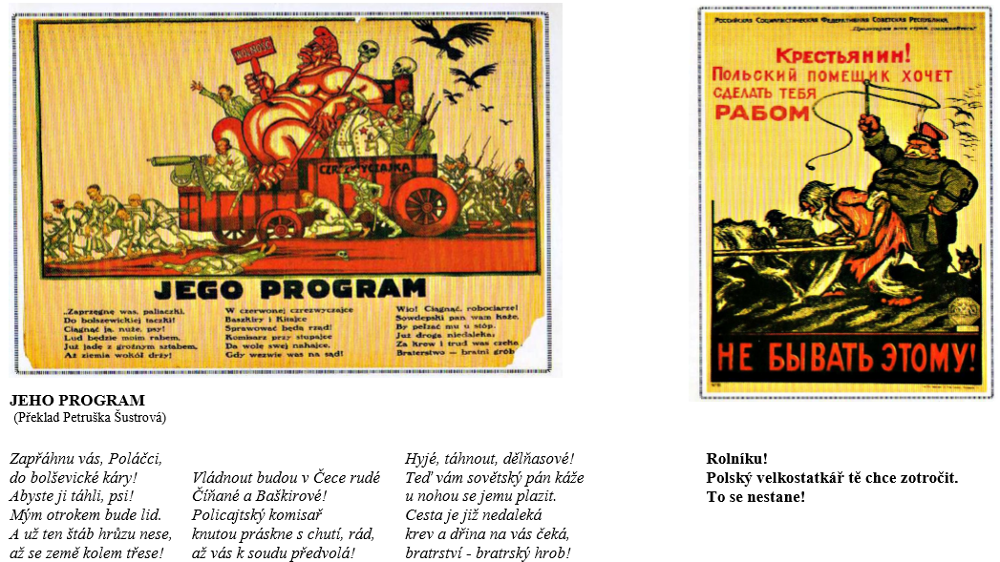 WOLNOŚĆ
CZREZWYCZAJKA
JEGO PROGRAM
„Zaprzęgnę was, paliaczki,
Do bolszewickiej taczki!
Ciągnąć ją, nuże, psy!
Lud będzie moim rabem,
Już jadę z groźnym sztabem,
Aż ziemia wokół drży!
W czerwonej czrezwyczajce
Baszkiry i Kitajce
Sprawować będą rząd!
Komisarz przy stupajce
Da wolę swej nahajce,
Gdy wezwie was na sąd!
Wio! Ciągnąć, robociarze!
Sowdepski pan wam każe,
By pełzać mu u stóp.
Już droga niedaleka,
Za krew i trud was czeka
Braterstwo — bratni grób
Российская Социалистическая Федеративная Советская Республика.
„Пролетарии всех стран, соединяйтесь!"
Крестьянин!
Польский помещик хочет
сделать тебя
рабом
НЕ БЫВАТЬ ЭТОМУ!
JEHO PROGRAM
(Překlad Petruška Šustrová)
Zapřáhnu vás, Poláčci,
do bolševické káry!
Abyste ji táhli, psi!
Mým otrokem bude lid.
A už ten štáb hrůzu nese,
až se země kolem třese!
Vládnout budou v Čece rudé
Číňané a Baškirové!
Policajtský komisař
knutou práskne s chutí, rád,
až vás k soudu předvolá!
Hyjé, táhnout, dělňasové!
Teď vám sovětský pán káže
u nohou se jemu plazit.
Cesta je již nedaleká
krev a dřina na vás čeká,
bratrství - bratrský hrob!
Rolníku!
Polský velkostatkář tě chce zotročit.
To se nestane!